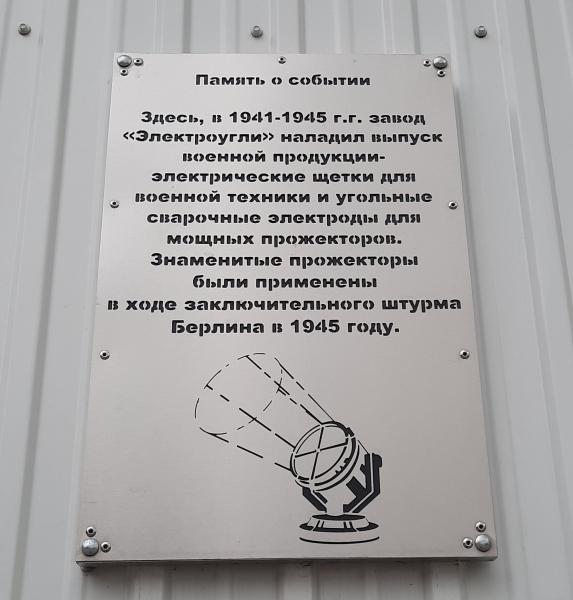 Память о событии
Здесь, в 1941-1945 г.г. завод
«Электроугли» наладил выпуск
военной продукции-
электрические щетки для
военной техники и угольные
сварочные электроды для
мощных прожекторов.
Знаменитые прожекторы
были применены
в ходе заключительного штурма
Берлина в 1945 году.